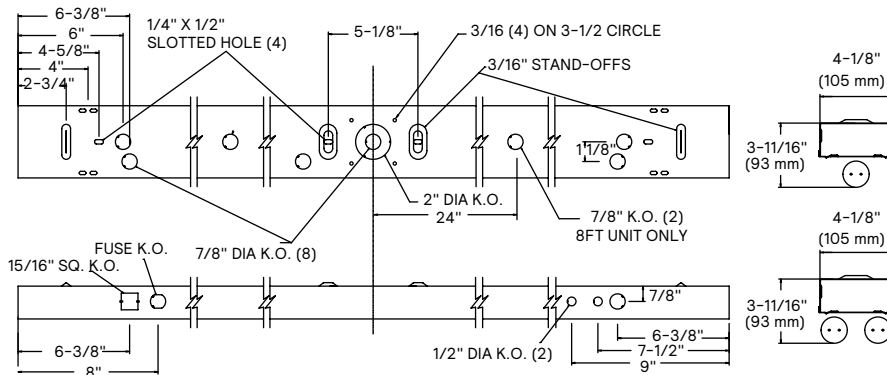 6-3/8"
6"
4-5/8"
4"
2-3/4"
1/4" X 1/2"
SLOTTED HOLE (4)
5-1/8"
3/16 (4) ON 3-1/2 CIRCLE
3/16" STAND-OFFS
1 1/8"
2" DIA K.O.
24"
7/8" DIA K.O. (8)
7/8" K.O. (2)
8FT UNIT ONLY
4-1/8"
(105 mm)
3-11/16"
(93 mm)
FUSE K.O.
15/16" SQ. K.O.
6-3/8"
8"
7/8"
1/2" DIA K.O. (2)
6-3/8"
7-1/2"
9"
4-1/8"
(105 mm)
3-11/16"
(93 mm)